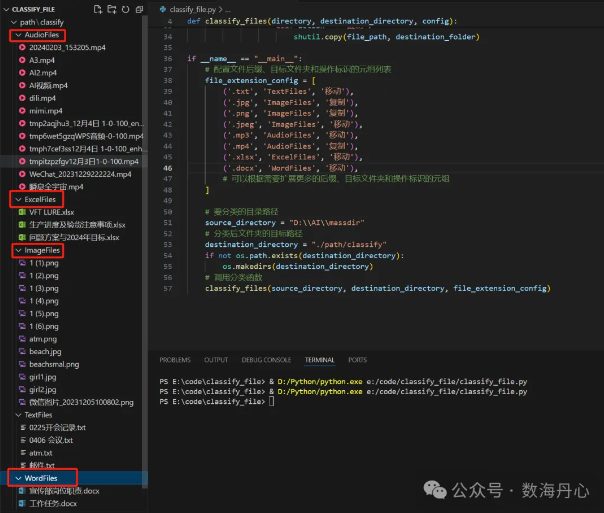 CLASSIFY_FILE
path\classify
AudioFiles
20240203_153205.mp4
A3.mp4
AI2.mp4
AI视频.mp4
dili.mp4
mimi.mp4
tmp2aqjhu3_12月4日 1-0-100_enh...
tmp6wet5gzqWPS音频-0-100.mp4
tmph7cef3ss12月4日 1-0-100_enh...
tmpitzpzfgv12月3日1-0-100.mp4
WeChat_20231229222224.mp4
瞬息全宇宙.mp4
ExcelFiles
VFT LURE.xlsx
生产进度及验货注意事项.xlsx
问题方案与2024年目标.xlsx
ImageFiles
1 (1).png
1 (2).png
1 (3).png
1 (4).png
1 (5).png
1 (6).png
atm.png
beach.jpg
beachsmal.png
girl1.jpg
girl2.jpg
微信图片_20231205100802.png
TextFiles
0225开会记录.txt
0406 会议.txt
atm.txt
邮件.txt
WordFiles
宣传部岗位职责.docx
工作任务.docx
classify_file.py
classify_file.py > ...
4 def classify_files(directory, destination_directory, config):
34 shutil.copy(file_path, destination_folder)
35
36 if __name__ == "__main__":
37 # 配置文件后缀、目标文件夹和操作标识的元组列表
38 file_extension_config = [
39 ('.txt', 'TextFiles', '移动'),
40 ('.jpg', 'ImageFiles', '复制'),
41 ('.png', 'ImageFiles', '复制'),
42 ('.jpeg', 'ImageFiles', '移动'),
43 ('.mp3', 'AudioFiles', '移动'),
44 ('.mp4', 'AudioFiles', '复制'),
45 ('.xlsx', 'ExcelFiles', '移动'),
46 ('.docx', 'WordFiles', '移动'),
47 # 可以根据需要扩展更多的后缀、目标文件夹和操作标识的元组
48 ]
49
50 # 要分类的目录路径
51 source_directory = "D:\\AI\\massdir"
52 # 分类后文件夹的目标路径
53 destination_directory = "./path/classify"
54 if not os.path.exists(destination_directory):
55 os.makedirs(destination_directory)
56 # 调用分类函数
57 classify_files(source_directory, destination_directory, file_extension_config)
PROBLEMS OUTPUT DEBUG CONSOLE TERMINAL PORTS
PS E:\code\classify_file> & D:/Python/python.exe e:/code/classify_file/classify_file.py
PS E:\code\classify_file> & D:/Python/python.exe e:/code/classify_file/classify_file.py
PS E:\code\classify_file>
公众号 · 数海丹心